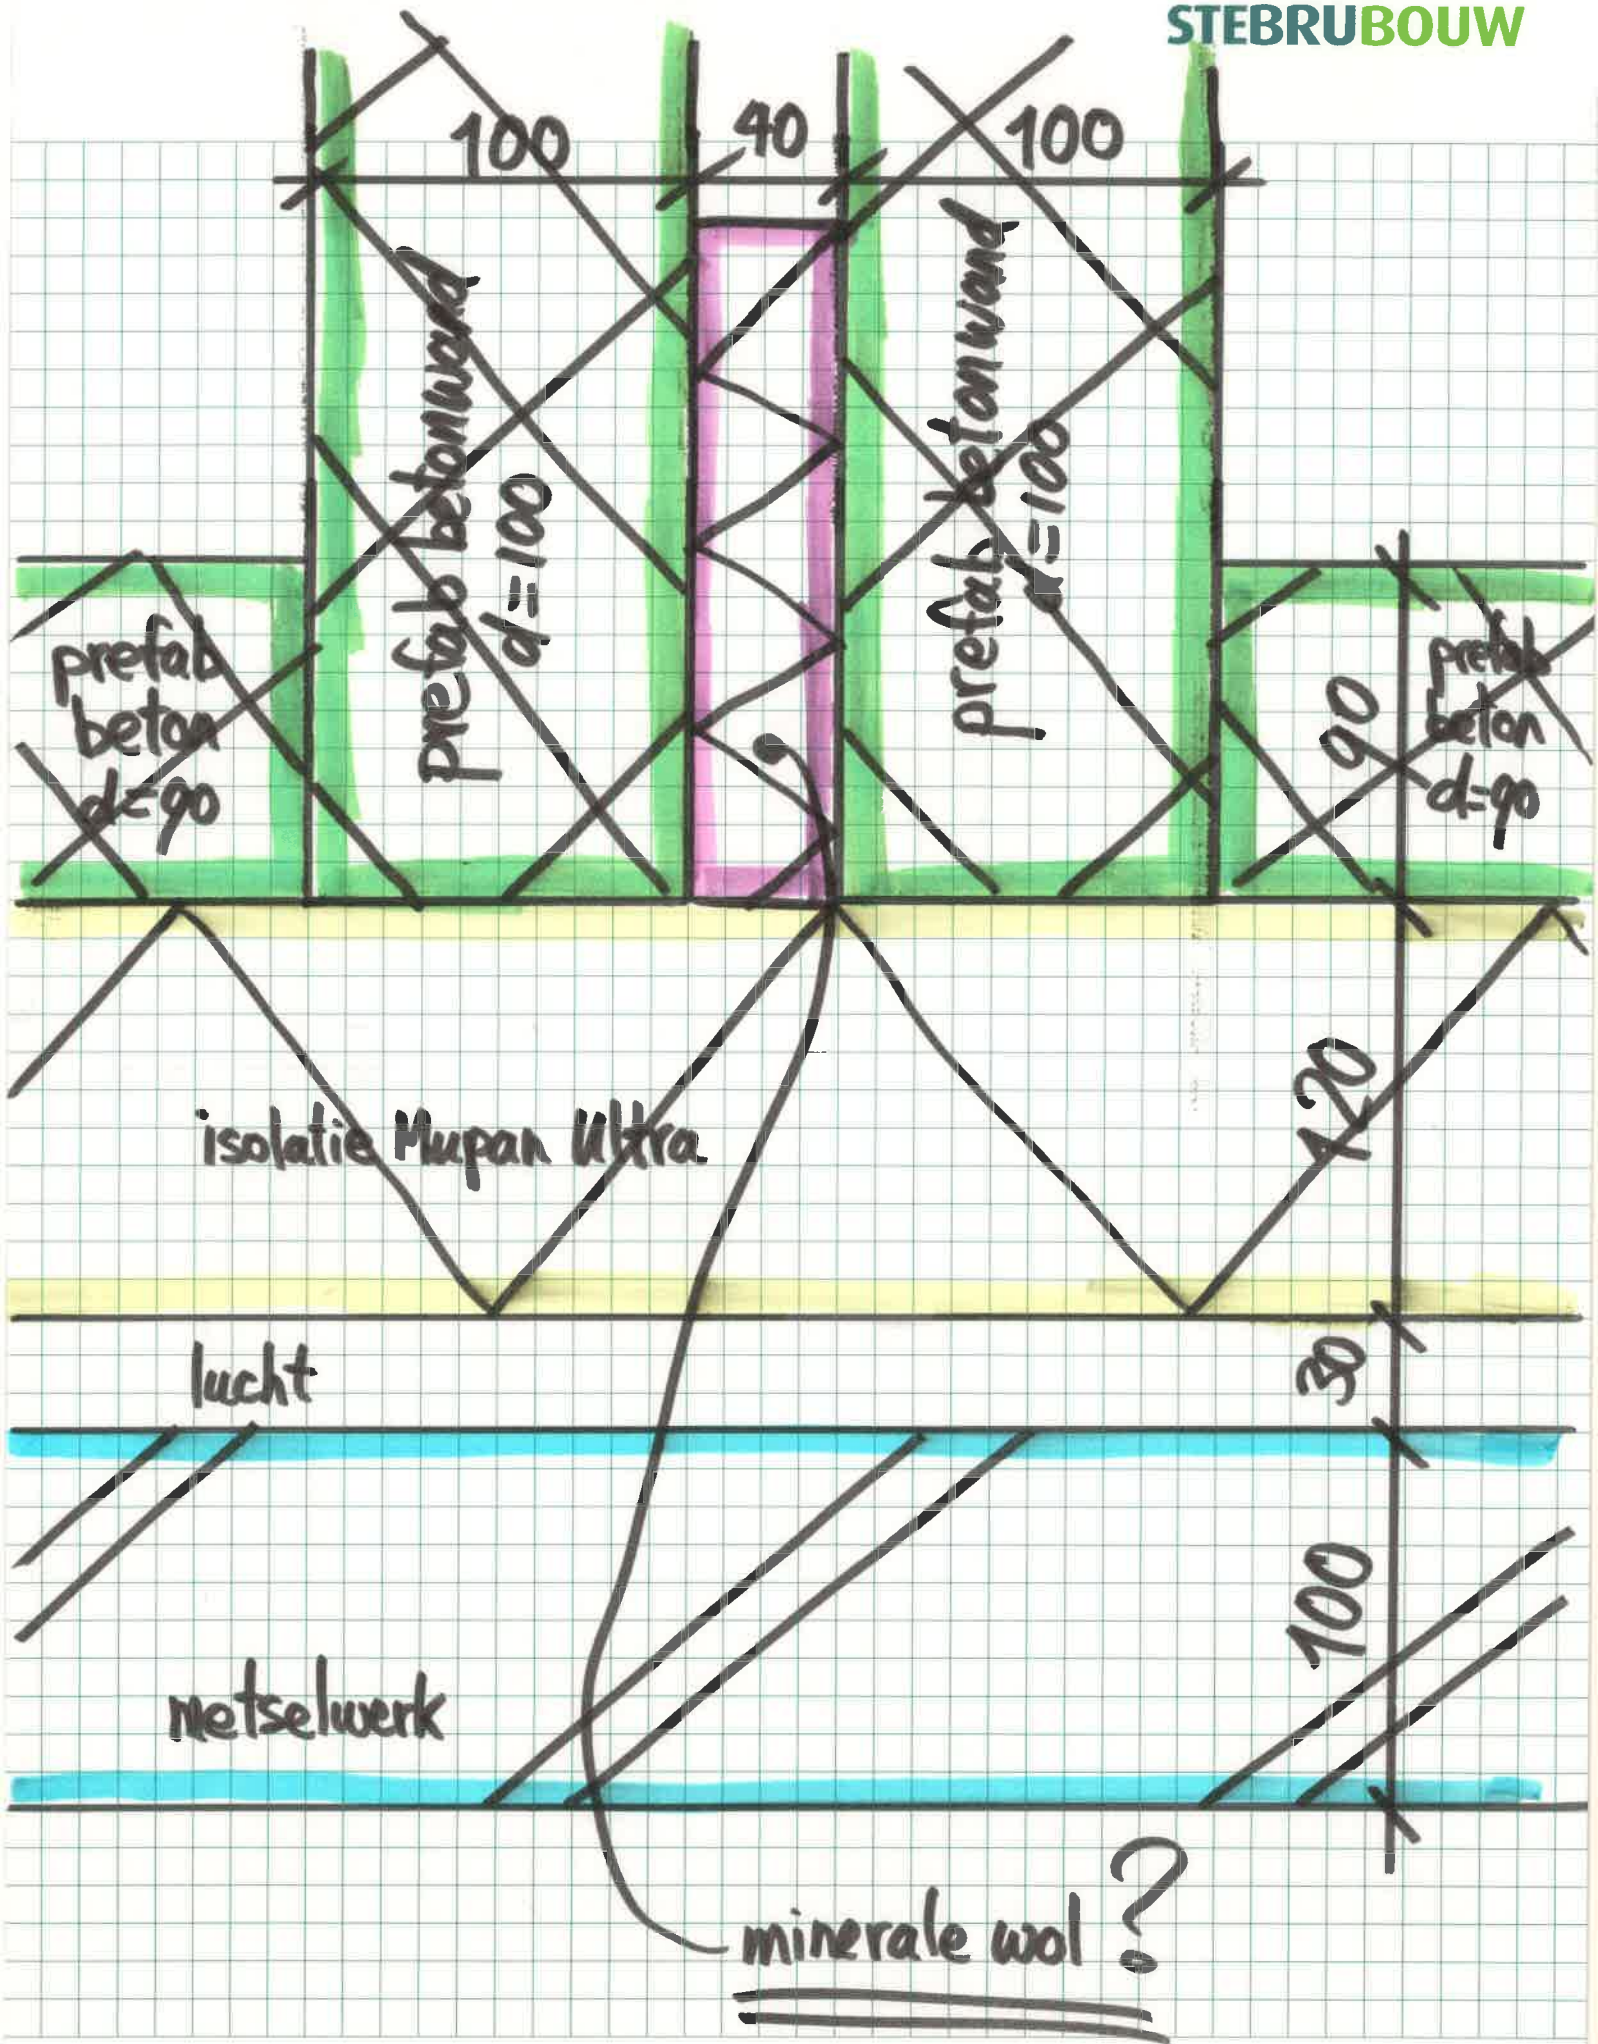 STEBRUBOUW
100
40
100
prefab betonwand
d=100
prefab betonwand
d=100
prefab
beton
d=90
90
prefab
beton
d=90
isolatie Mupan Ultra
120
lucht
30
metselwerk
100
minerale wol ?